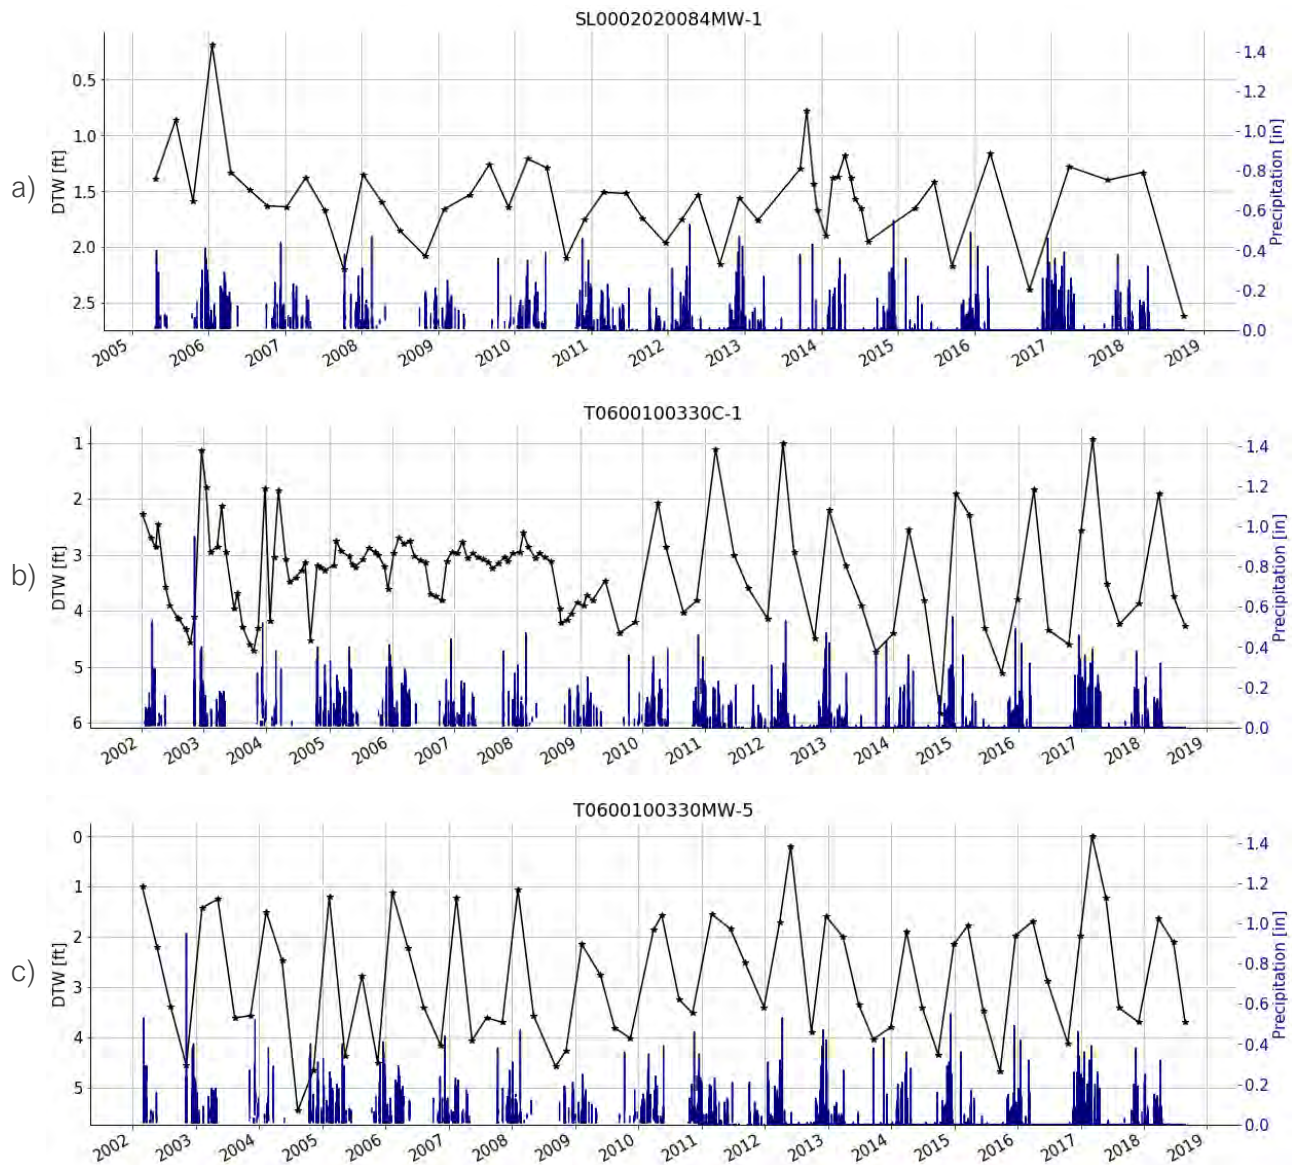 SL0002020084MW-1
a)
DTW [ft]
0.5
1.0
1.5
2.0
2.5
1.4
1.2
1.0
0.8
0.6
0.4
0.2
0.0
Precipitation [in]
2005 2006 2007 2008 2009 2010 2011 2012 2013 2014 2015 2016 2017 2018 2019
T0600100330C-1
b)
DTW [ft]
1
2
3
4
5
6
1.4
1.2
1.0
0.8
0.6
0.4
0.2
0.0
Precipitation [in]
2002 2003 2004 2005 2006 2007 2008 2009 2010 2011 2012 2013 2014 2015 2016 2017 2018 2019
T0600100330MW-5
c)
DTW [ft]
0
1
2
3
4
5
1.4
1.2
1.0
0.8
0.6
0.4
0.2
0.0
Precipitation [in]
2002 2003 2004 2005 2006 2007 2008 2009 2010 2011 2012 2013 2014 2015 2016 2017 2018 2019